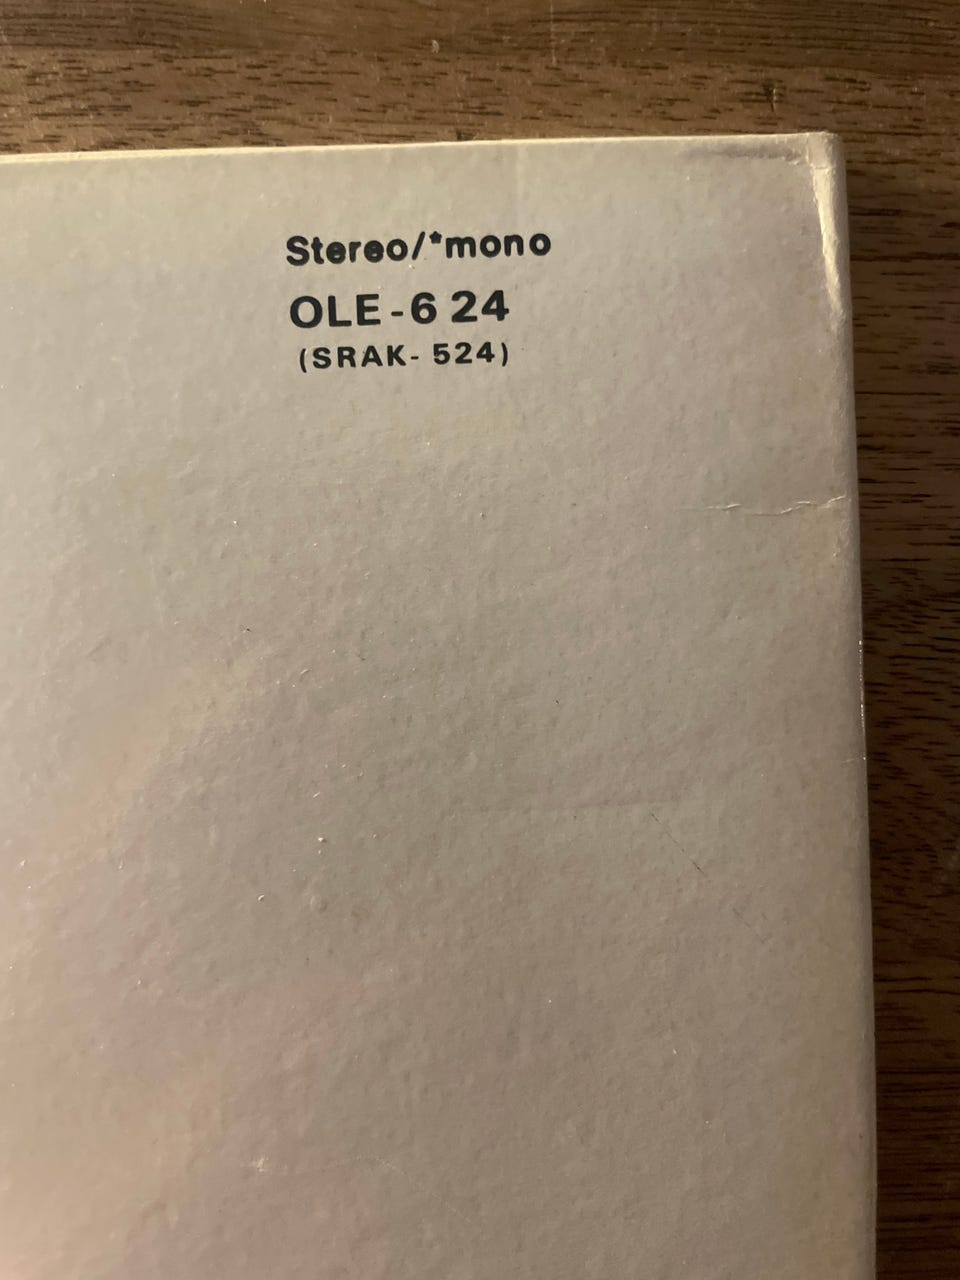 Stereo/*mono
OLE-6 24
(SRAK- 524)